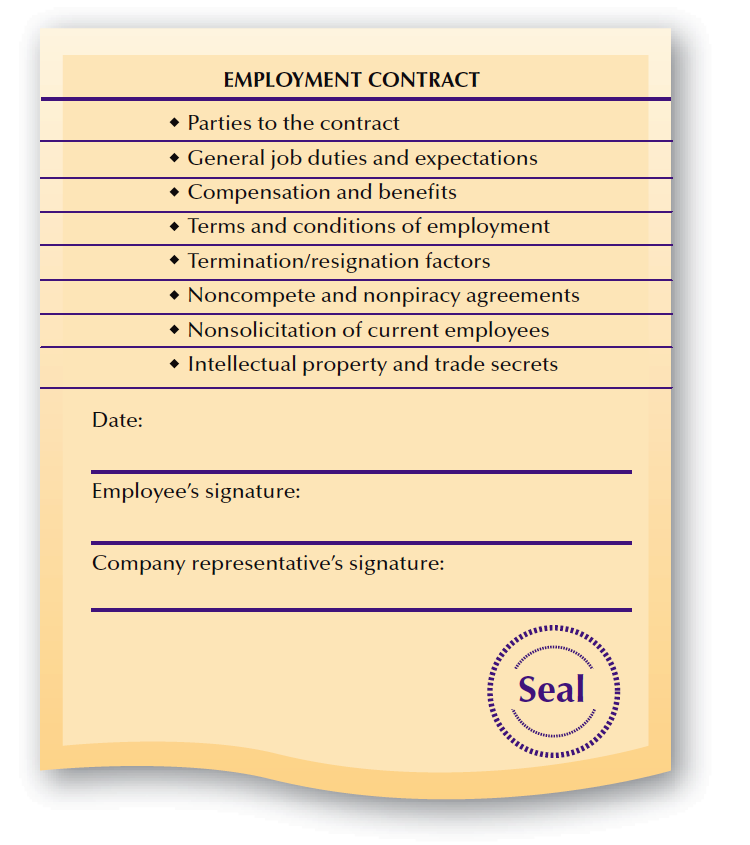 EMPLOYMENT CONTRACT
◆ Parties to the contract
◆ General job duties and expectations
◆ Compensation and benefits
◆ Terms and conditions of employment
◆ Termination/resignation factors
◆ Noncompete and nonpiracy agreements
◆ Nonsolicitation of current employees
◆ Intellectual property and trade secrets
Date:
Employee’s signature:
Company representative’s signature:
Seal